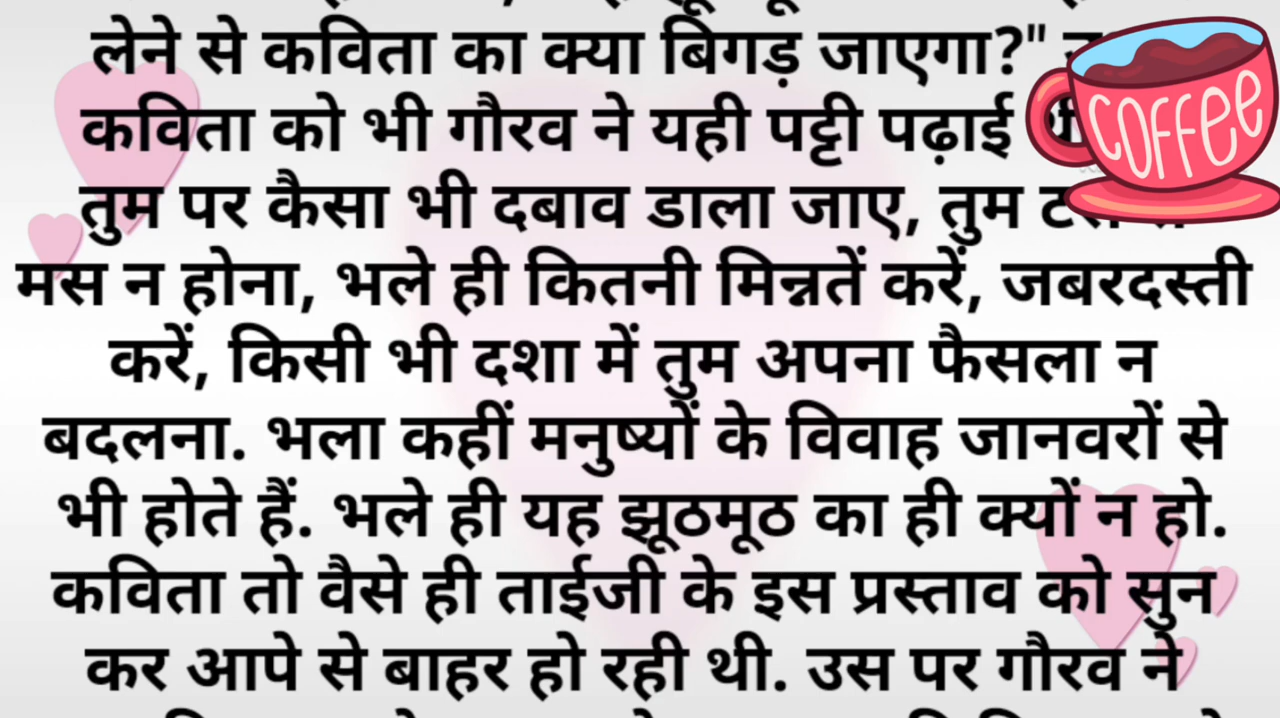 लेने से कविता का क्या बिगड़ जाएगा?"
कविता को भी गौरव ने यही पट्टी पढ़ाई
तुम पर कैसा भी दबाव डाला जाए, तुम
मस न होना, भले ही कितनी मिन्नतें करें, जबरदस्ती
करें, किसी भी दशा में तुम अपना फैसला न
बदलना. भला कहीं मनुष्यों के विवाह जानवरों से
भी होते हैं. भले ही यह झूठमूठ का ही क्यों न हो.
कविता तो वैसे ही ताईजी के इस प्रस्ताव को सुन
कर आपे से बाहर हो रही थी. उस पर गौरव ने
COFFEE